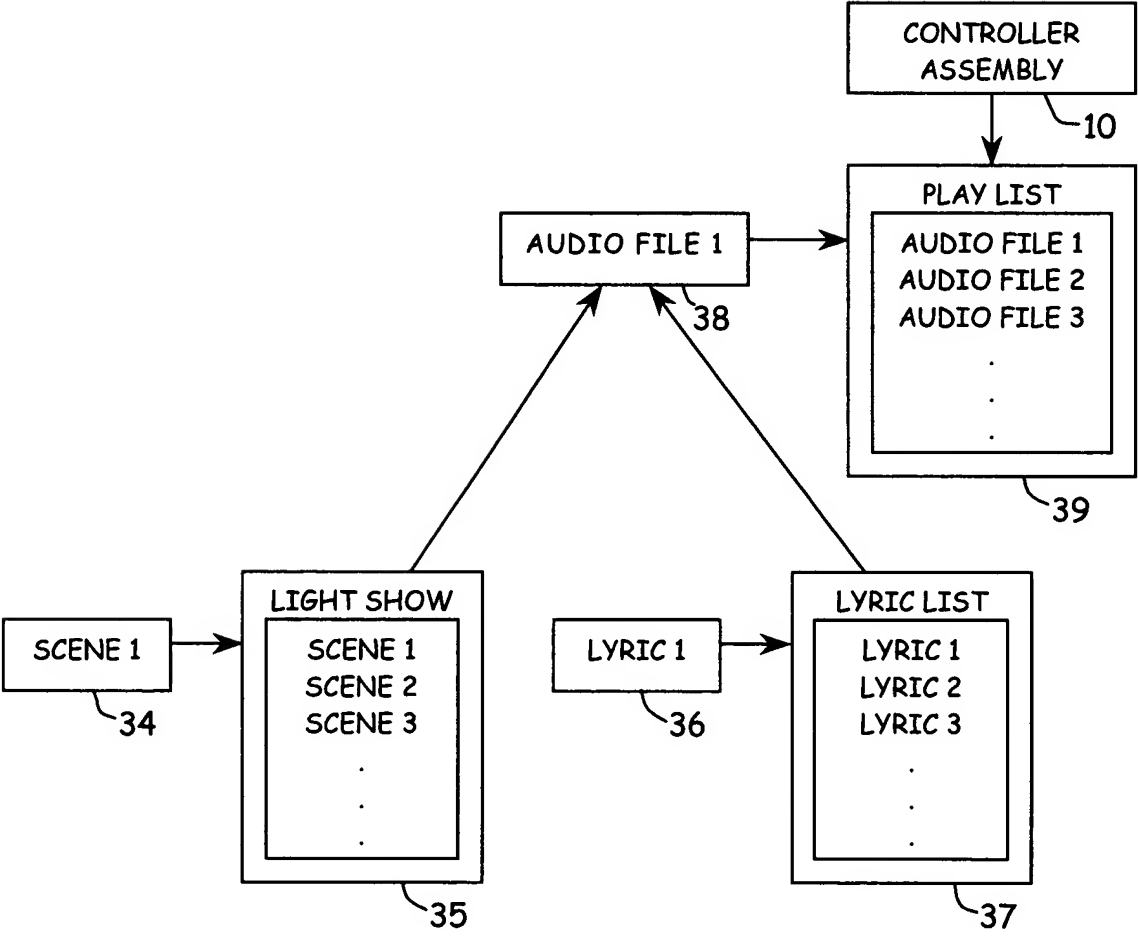 CONTROLLER
ASSEMBLY
10
PLAY LIST
AUDIO FILE 1
AUDIO FILE 2
AUDIO FILE 3
.
.
.
39
AUDIO FILE 1
38
LIGHT SHOW
SCENE 1
SCENE 2
SCENE 3
.
.
.
35
SCENE 1
34
LYRIC 1
36
LYRIC LIST
LYRIC 1
LYRIC 2
LYRIC 3
.
.
.
37